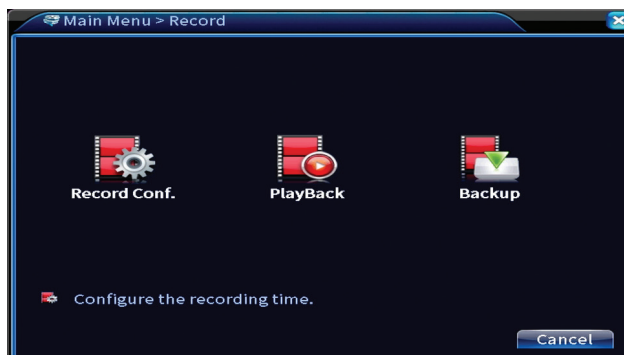 Main Menu > Record
Record Conf.
PlayBack
Backup
Configure the recording time.
Cancel